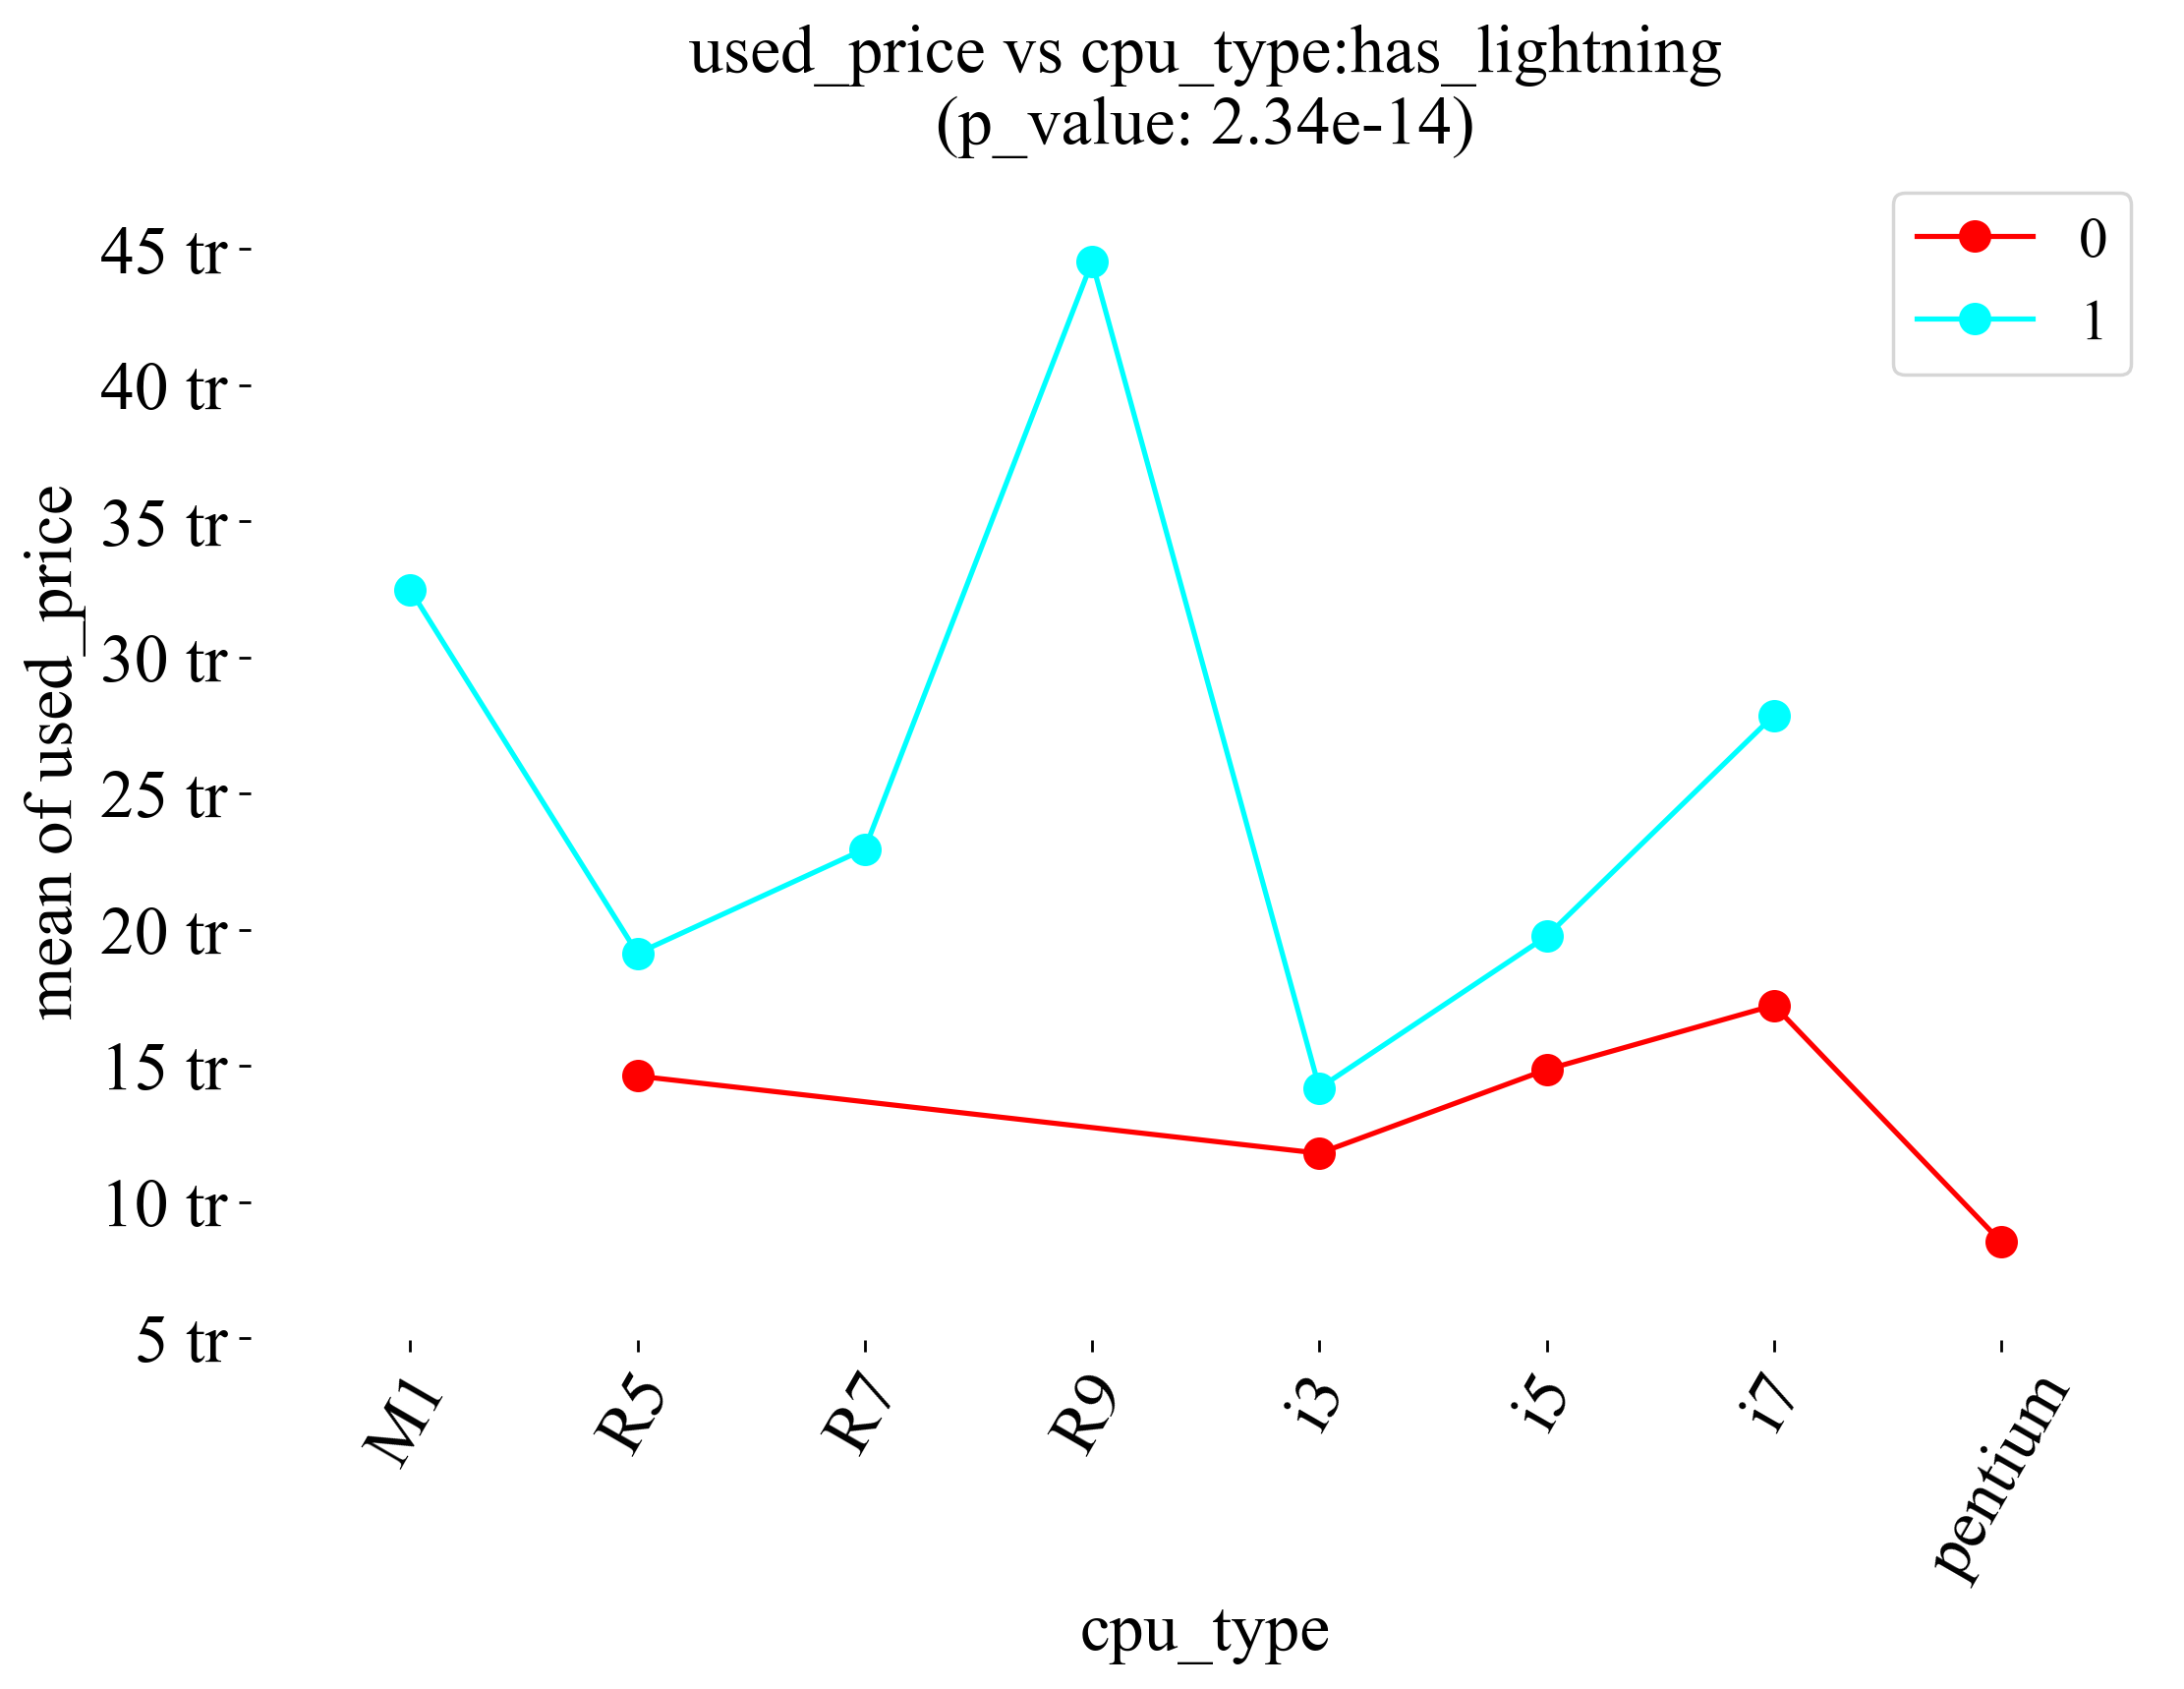 used_price vs cpu_type:has_lightning
(p_value: 2.34e-14)
0
1
45 tr
40 tr
35 tr
30 tr
25 tr
20 tr
15 tr
10 tr
5 tr
mean of used_price
M1
R5
R7
R9
i3
i5
i7
pentium
cpu_type